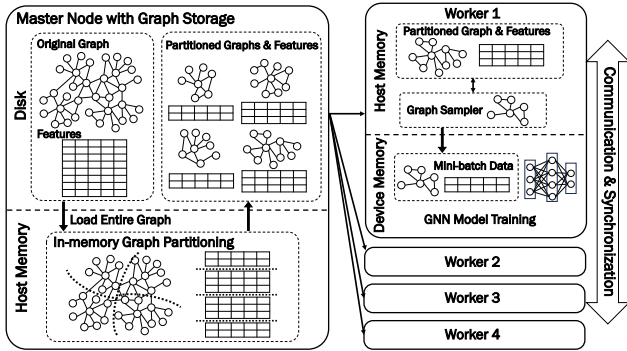 Master Node with Graph Storage
Disk
Original Graph
Features
Partitioned Graphs & Features
Load Entire Graph
Host Memory
In-memory Graph Partitioning
Worker 1
Host Memory
Partitioned Graph & Features
Graph Sampler
Device Memory
Mini-batch Data
GNN Model Training
Worker 2
Worker 3
Worker 4
Communication & Synchronization